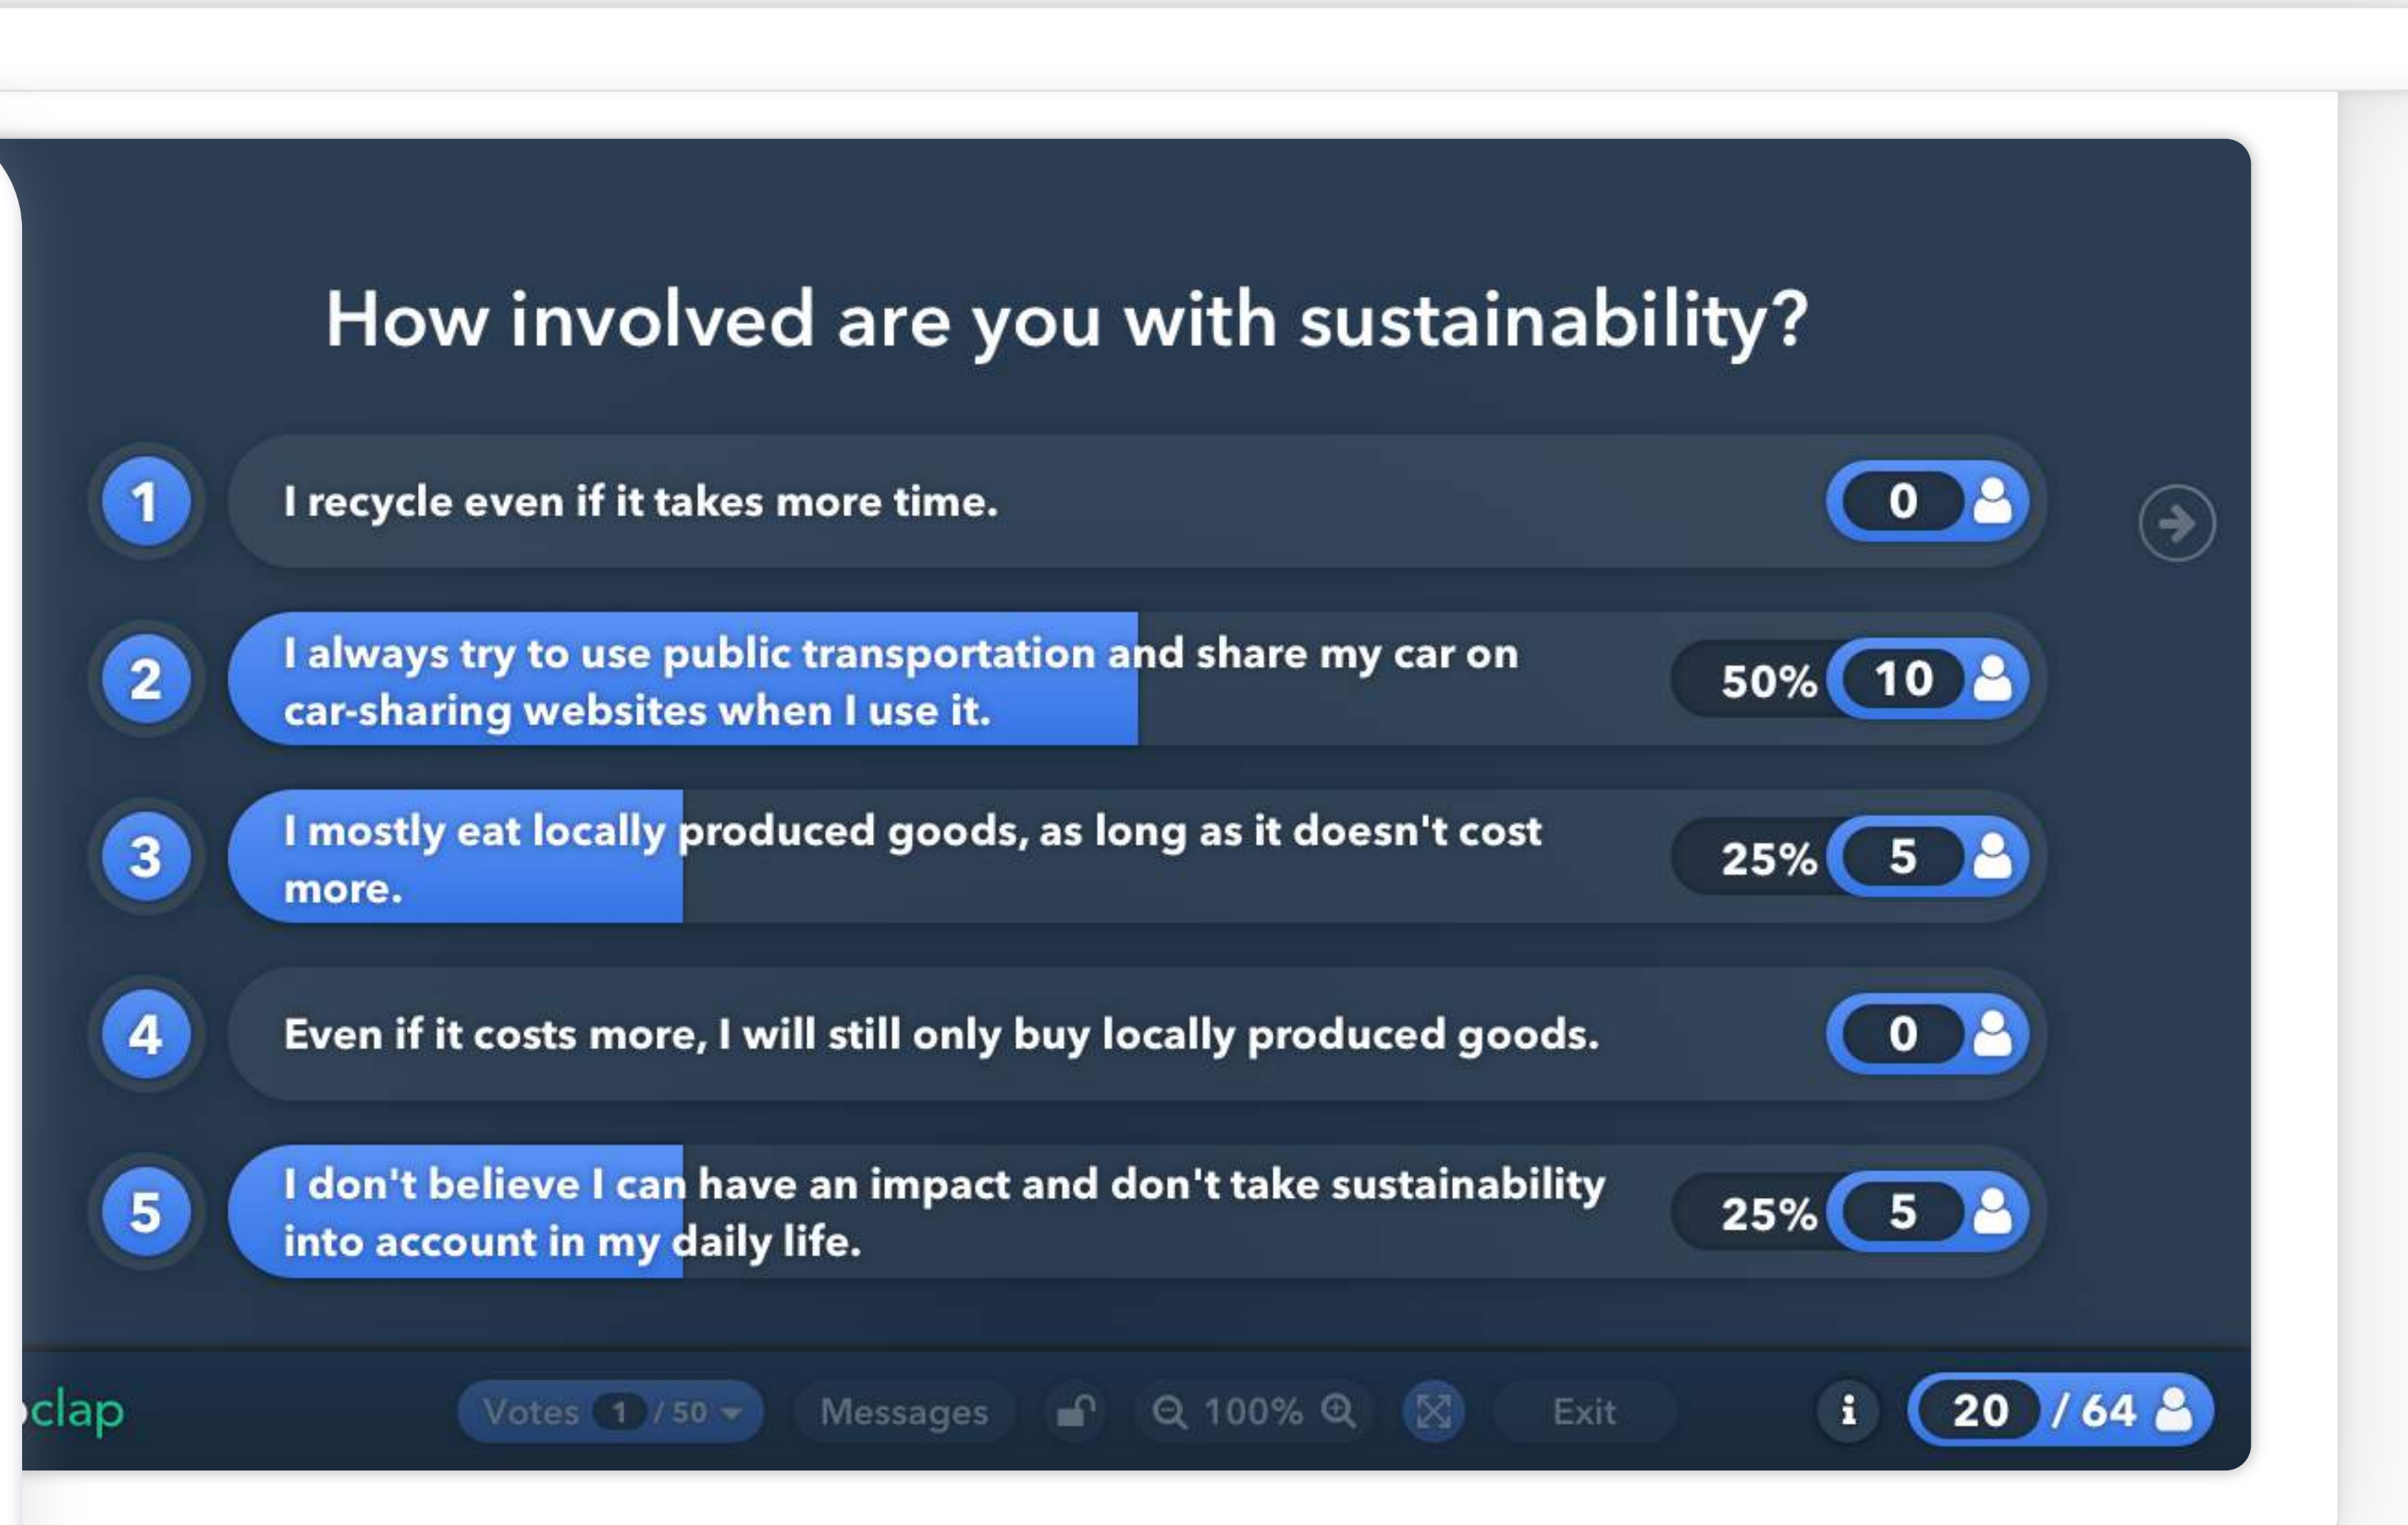 How involved are you with sustainability?
1 I recycle even if it takes more time. 0
2 I always try to use public transportation and share my car on
car-sharing websites when I use it. 50% 10
3 I mostly eat locally produced goods, as long as it doesn't cost
more. 25% 5
4 Even if it costs more, I will still only buy locally produced goods. 0
5 I don't believe I can have an impact and don't take sustainability
into account in my daily life. 25% 5
clap Votes 1 / 50 Messages 100% Exit i 20 / 64